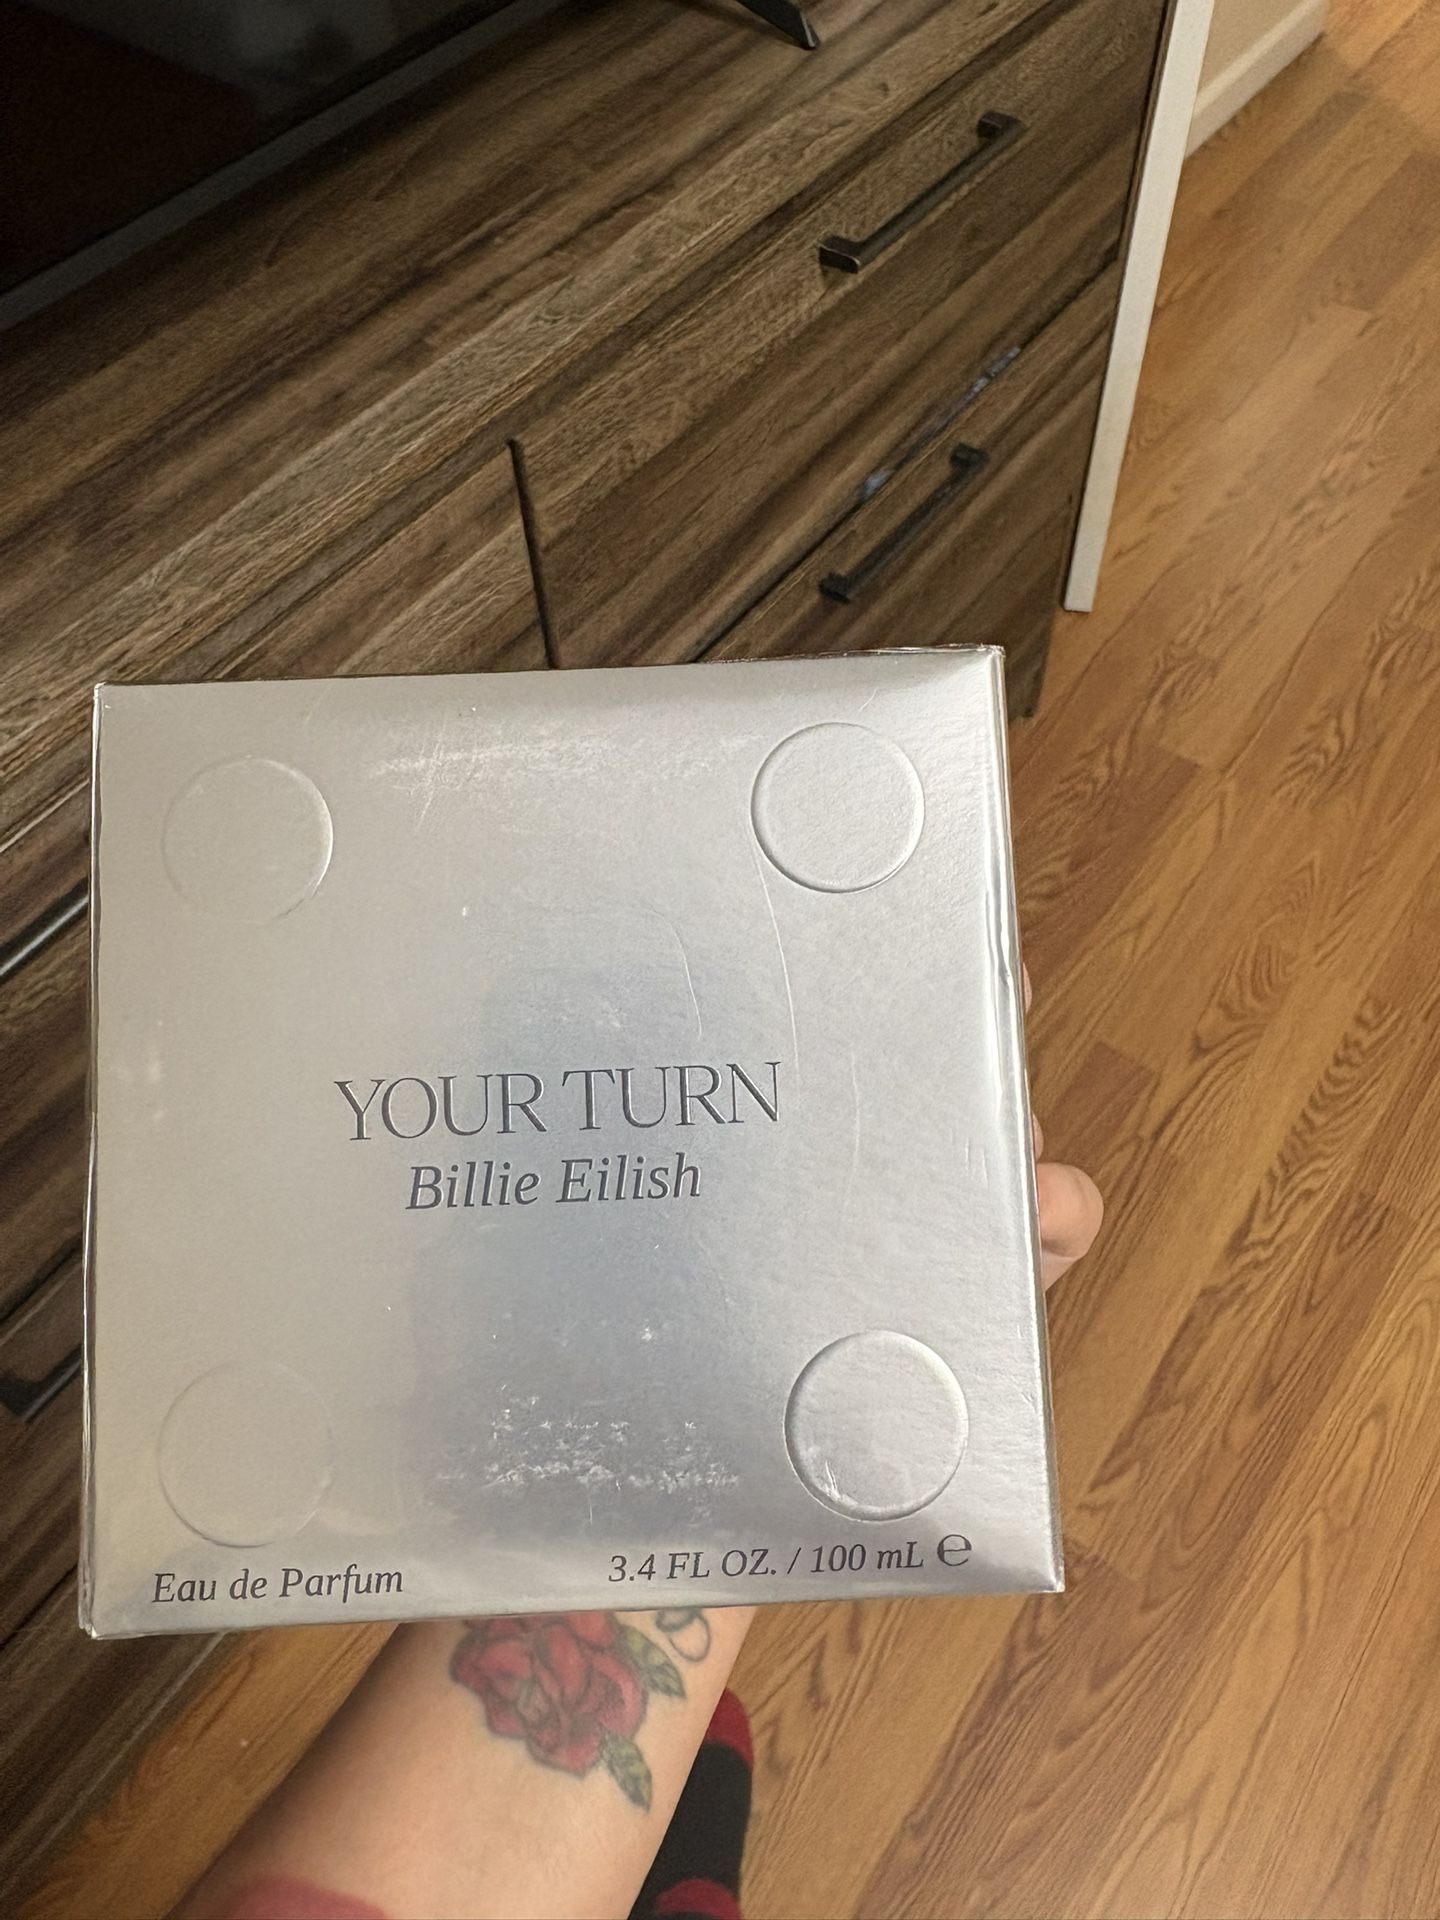 YOUR TURN
Billie Eilish
Eau de Parfum
3.4 FL OZ. / 100 mL ℮